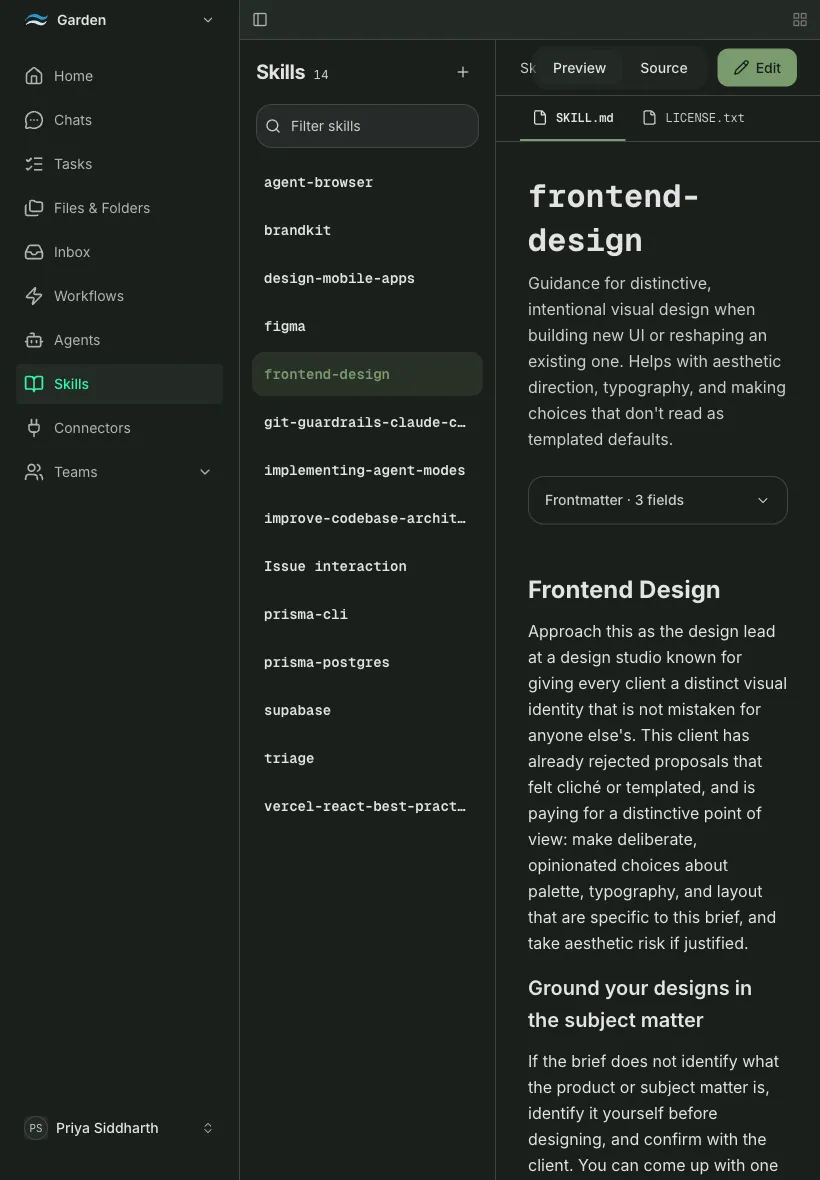 Garden
Home
Chats
Tasks
Files & Folders
Inbox
Workflows
Agents
Skills
Connectors
Teams
PS
Priya Siddharth
Skills 14
Filter skills
agent-browser
brandkit
design-mobile-apps
figma
frontend-design
git-guardrails-claude-c…
implementing-agent-modes
improve-codebase-archit…
Issue interaction
prisma-cli
prisma-postgres
supabase
triage
vercel-react-best-pract…
Sk Preview Source Edit
SKILL.md LICENSE.txt
frontend-
design
Guidance for distinctive,
intentional visual design when
building new UI or reshaping an
existing one. Helps with aesthetic
direction, typography, and making
choices that don't read as
templated defaults.
Frontmatter · 3 fields
Frontend Design
Approach this as the design lead
at a design studio known for
giving every client a distinct visual
identity that is not mistaken for
anyone else's. This client has
already rejected proposals that
felt cliché or templated, and is
paying for a distinctive point of
view: make deliberate,
opinionated choices about
palette, typography, and layout
that are specific to this brief, and
take aesthetic risk if justified.
Ground your designs in
the subject matter
If the brief does not identify what
the product or subject matter is,
identify it yourself before
designing, and confirm with the
client. You can come up with one